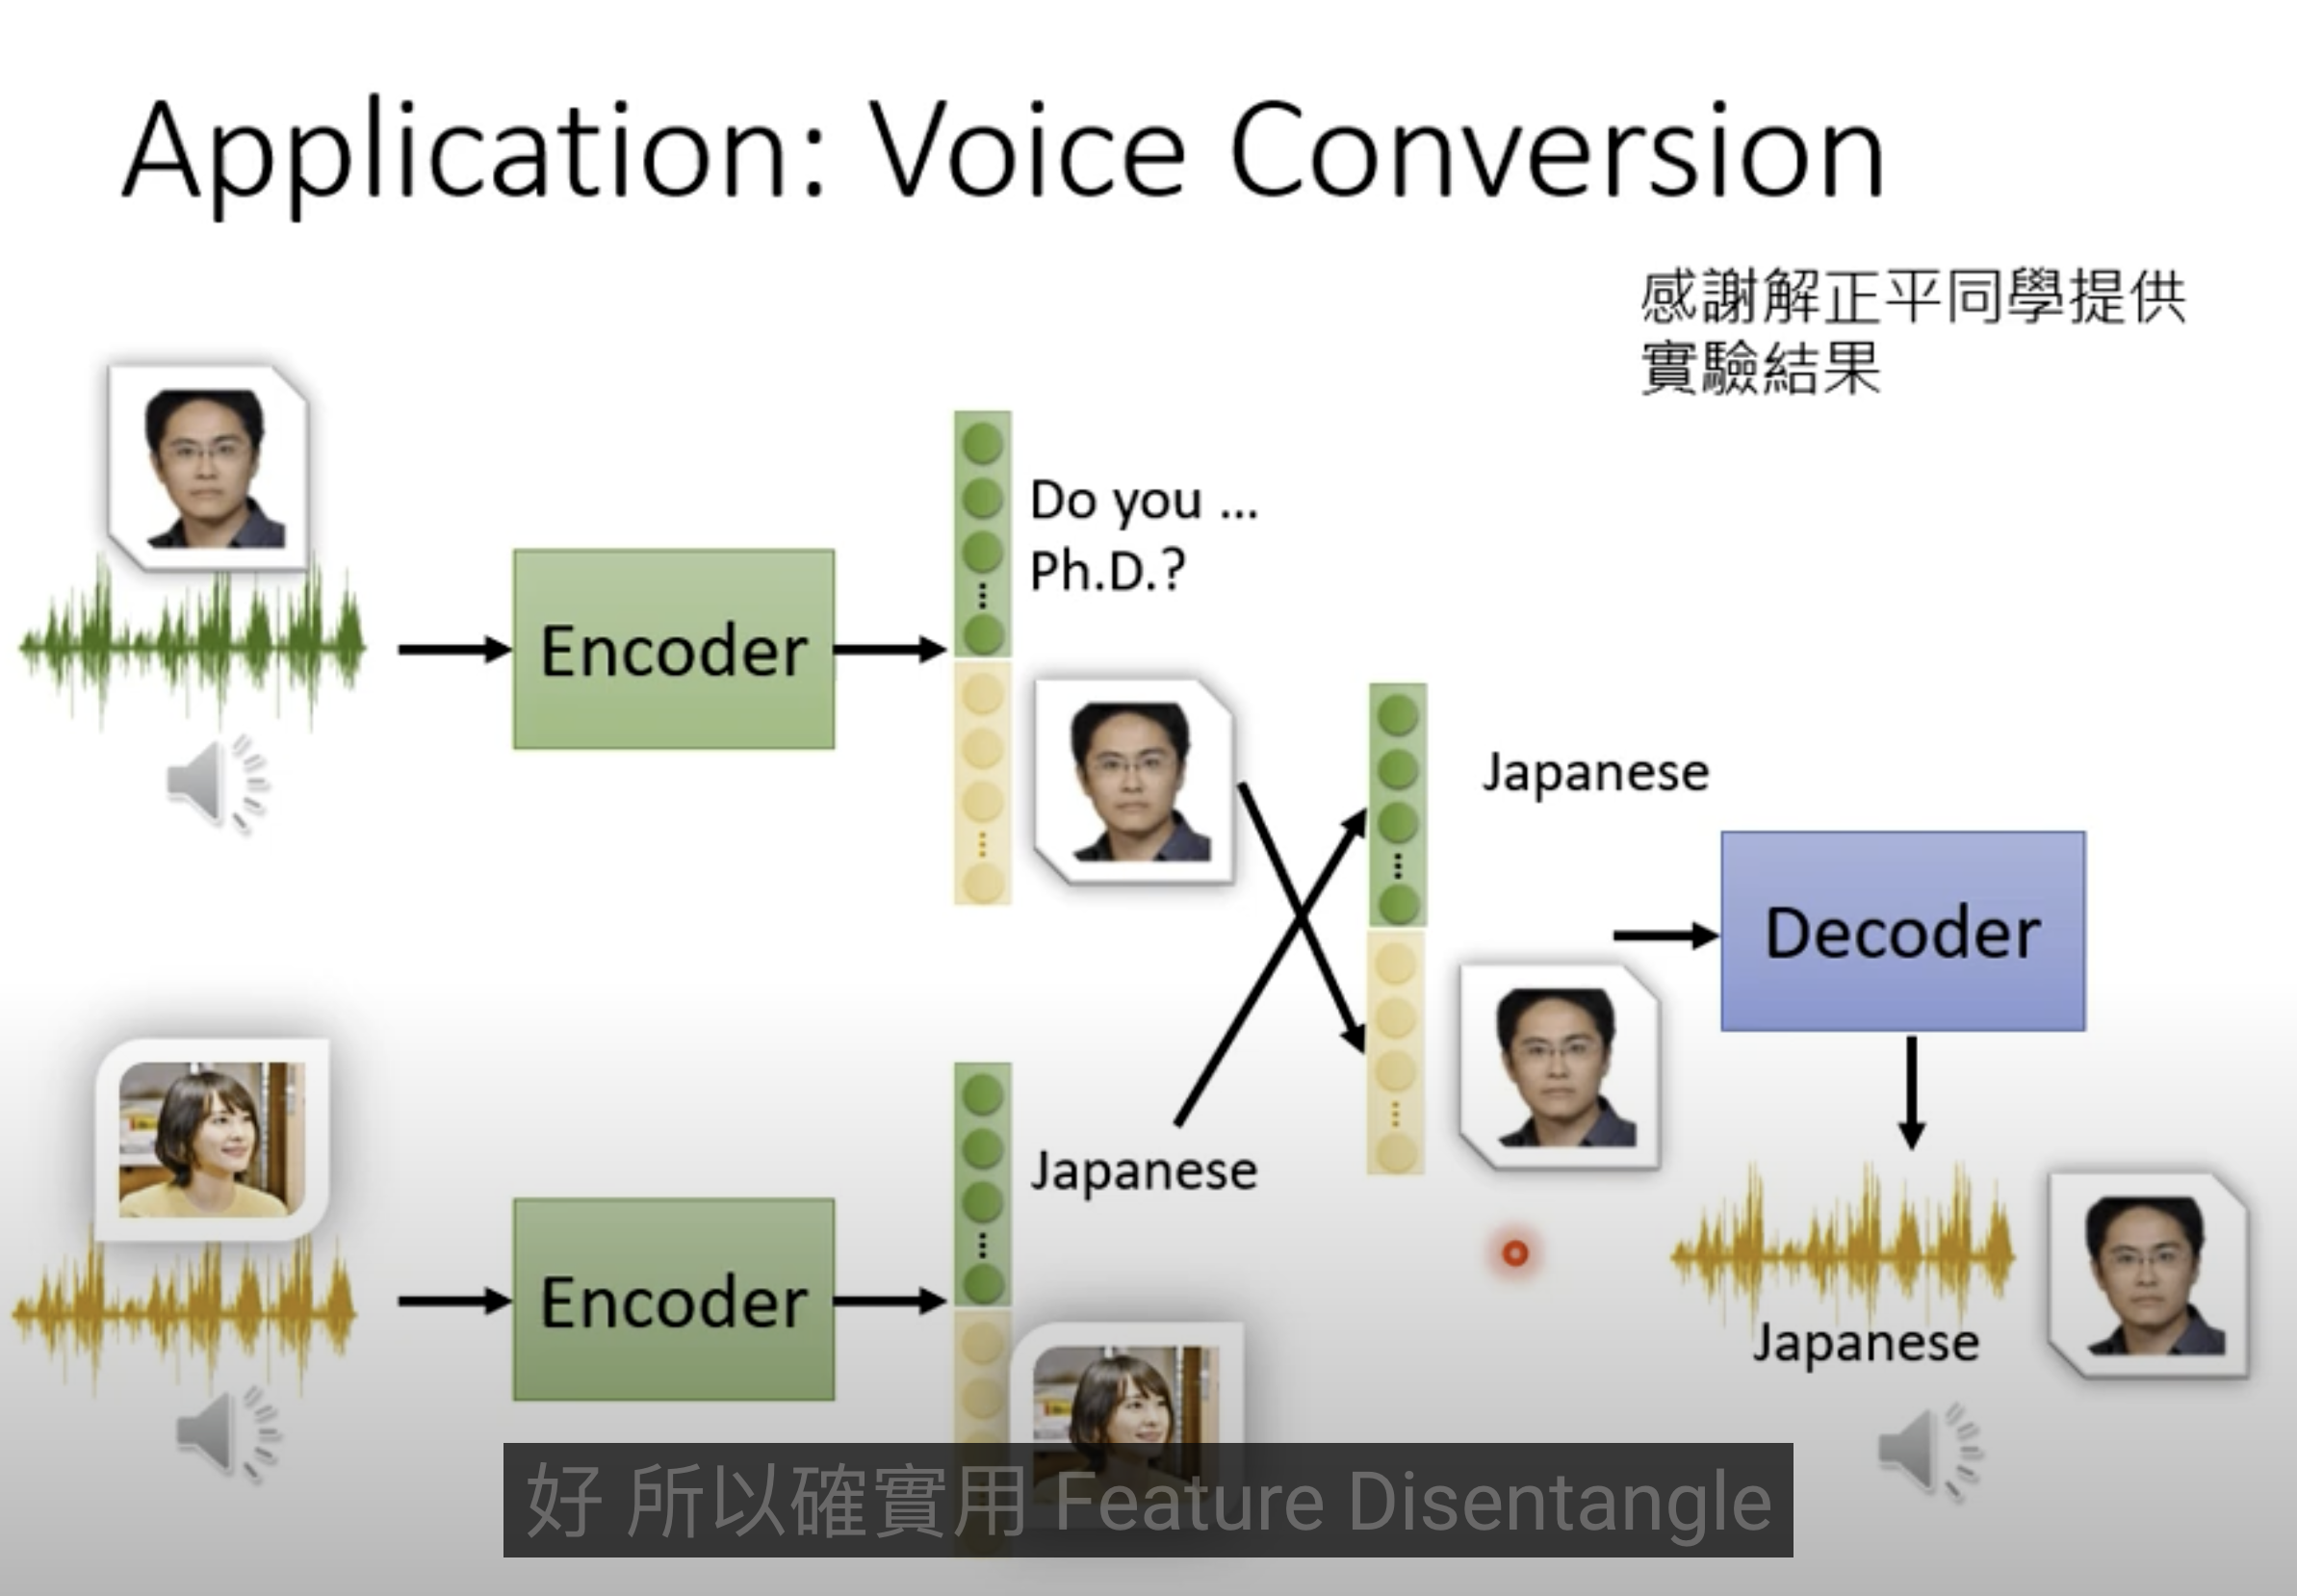 Application: Voice Conversion
感謝解正平同學提供
實驗結果
Do you ...
Ph.D.?
Encoder
Japanese
Decoder
Japanese
Encoder
Japanese
好 所以確實用 Feature Disentangle